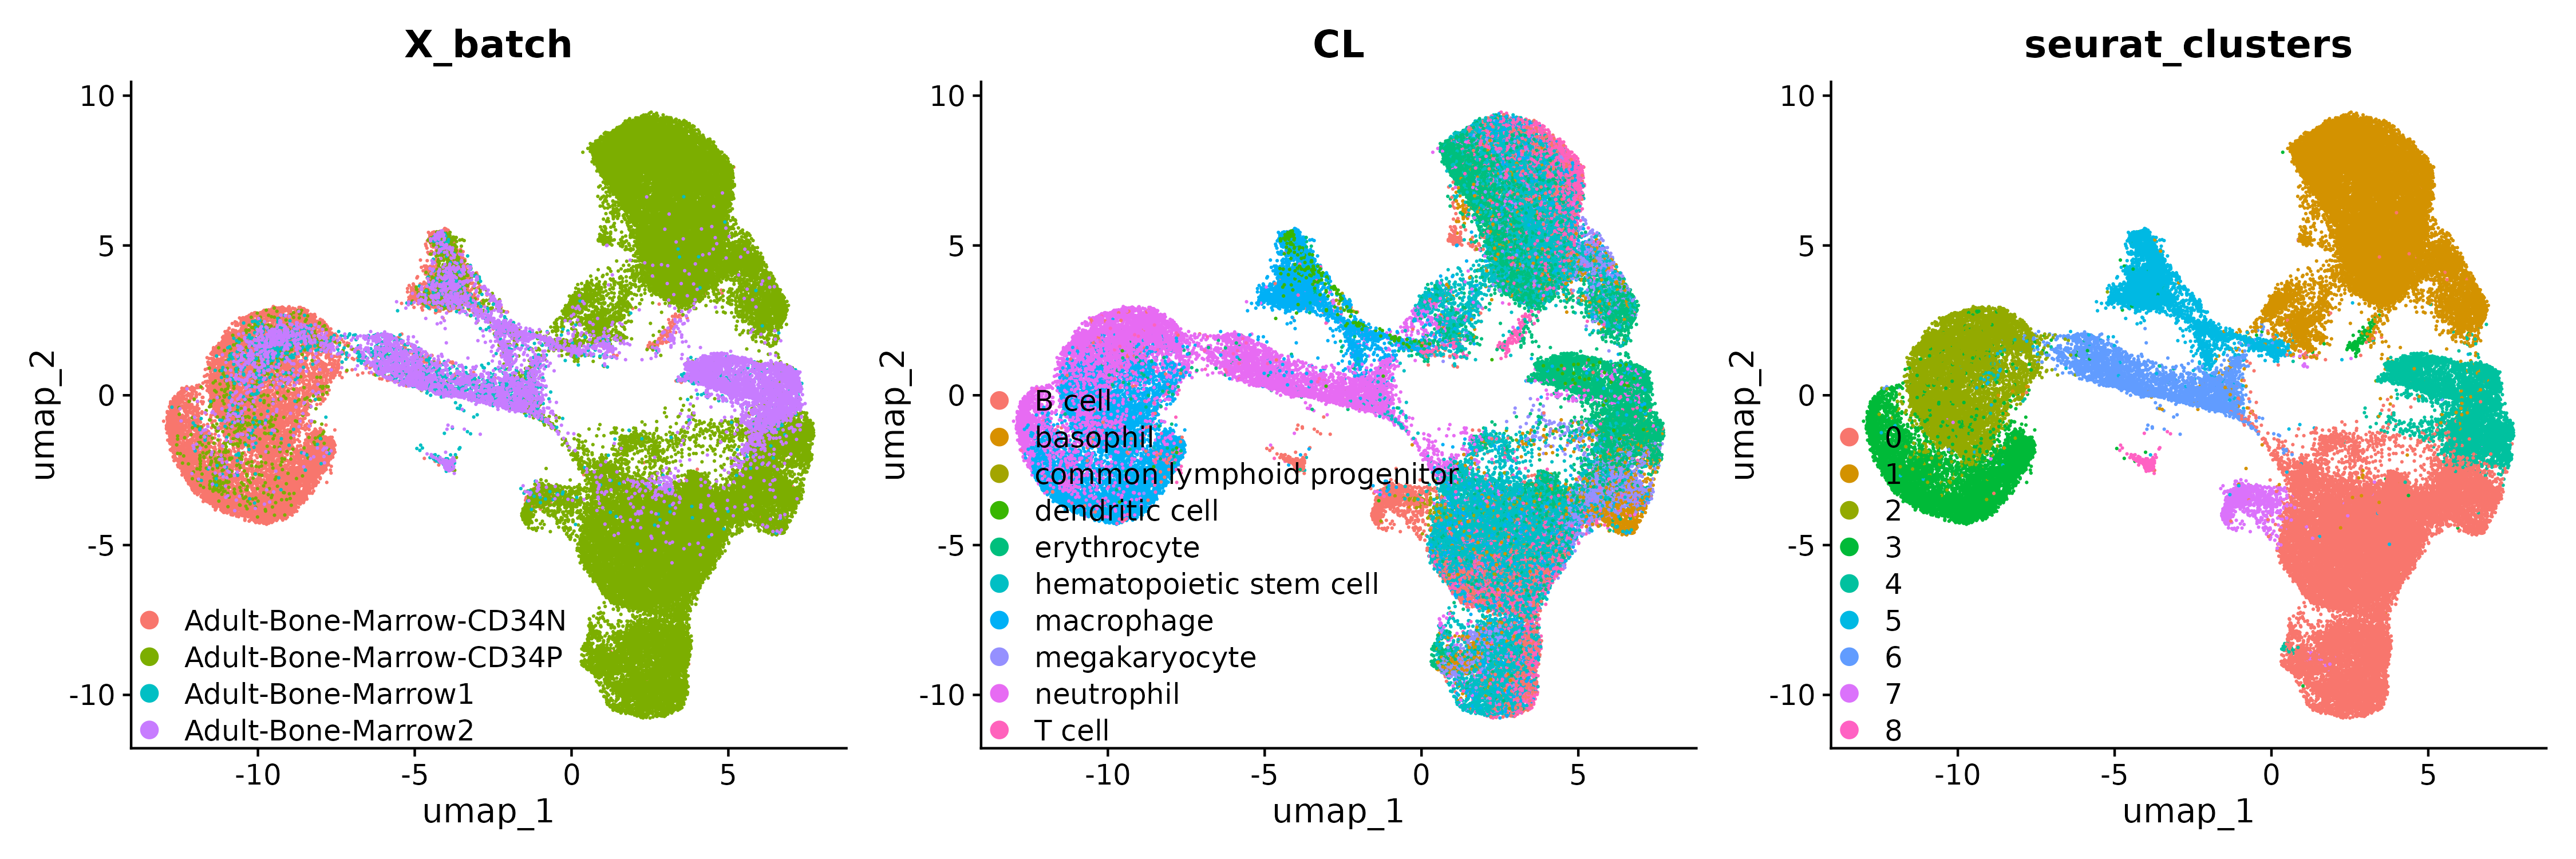 X_batch
10
5
0
-5
-10
umap_2
Adult-Bone-Marrow-CD34N
Adult-Bone-Marrow-CD34P
Adult-Bone-Marrow1
Adult-Bone-Marrow2
-10 -5 0 5
umap_1
CL
10
5
0
-5
-10
umap_2
B cell
basophil
common lymphoid progenitor
dendritic cell
erythrocyte
hematopoietic stem cell
macrophage
megakaryocyte
neutrophil
T cell
-10 -5 0 5
umap_1
seurat_clusters
10
5
0
-5
-10
umap_2
0
1
2
3
4
5
6
7
8
-10 -5 0 5
umap_1